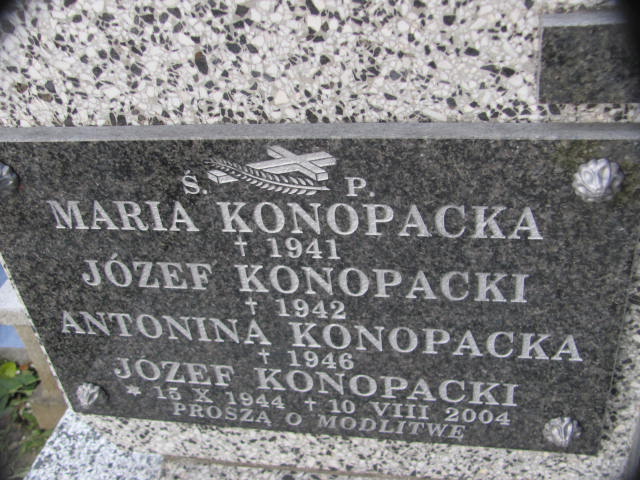 Ś. P.
MARIA KONOPACKA
† 1941
JÓZEF KONOPACKI
† 1942
ANTONINA KONOPACKA
† 1946
JÓZEF KONOPACKI
* 15 X 1944 † 10 VIII 2004
PROSZĄ O MODLITWĘ